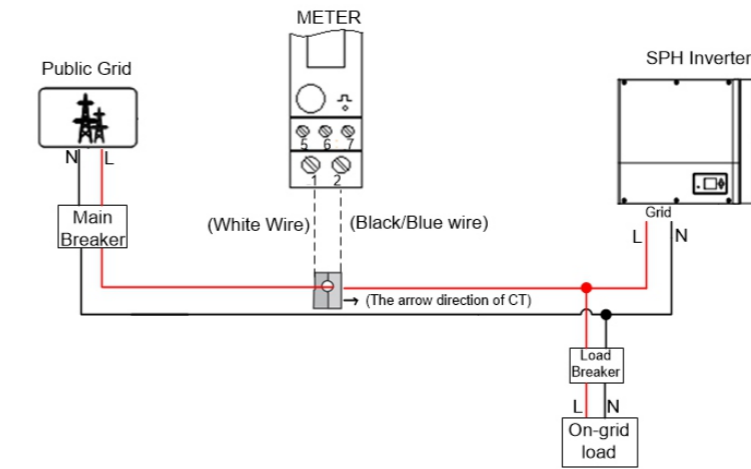 METER
Public Grid
SPH Inverter
5 6 7
1 2
N L
Main
Breaker
(White Wire)
(Black/Blue wire)
Grid
L N
(The arrow direction of CT)
Load
Breaker
L N
On-grid
load